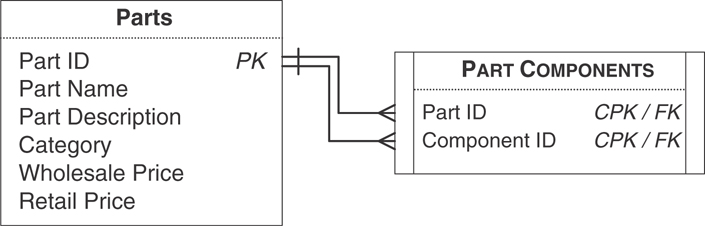 Parts
Part ID PK
Part Name
Part Description
Category
Wholesale Price
Retail Price
PART COMPONENTS
Part ID CPK / FK
Component ID CPK / FK